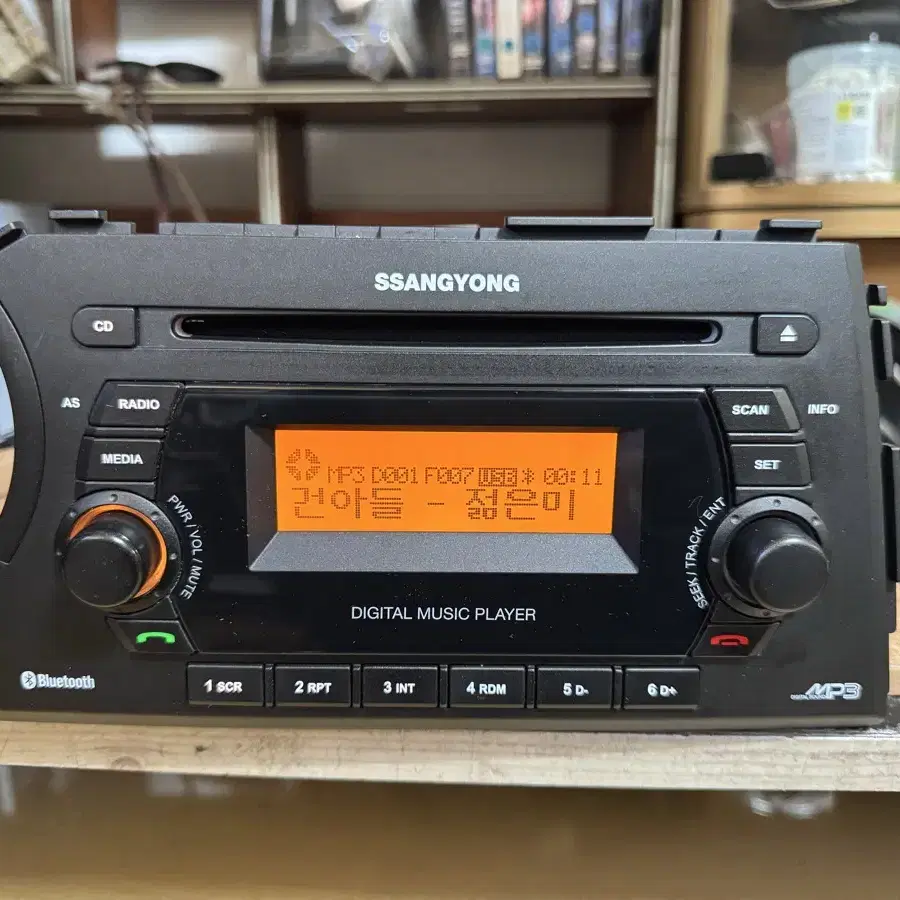 SSANGYONG
CD
AS RADIO
SCAN INFO
MEDIA
SET
MP3 D001 F007 USB 00:11
건아들 - 젊은미
PWR / VOL / MUTE
SEEK / TRACK / ENT
DIGITAL MUSIC PLAYER
Bluetooth
1 SCR
2 RPT
3 INT
4 RDM
5 D-
6 D+
MP3